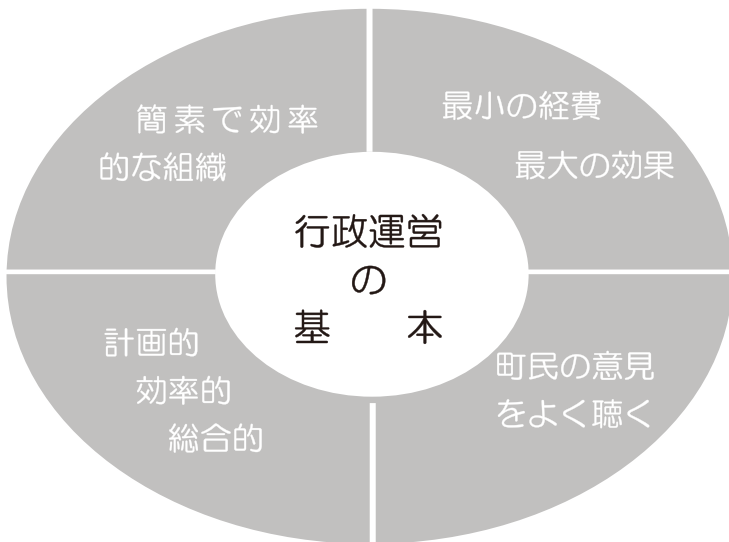 簡素で効率
的な組織
最小の経費
最大の効果
行政運営
の
基　本
計画的
効率的
総合的
町民の意見
をよく聴く